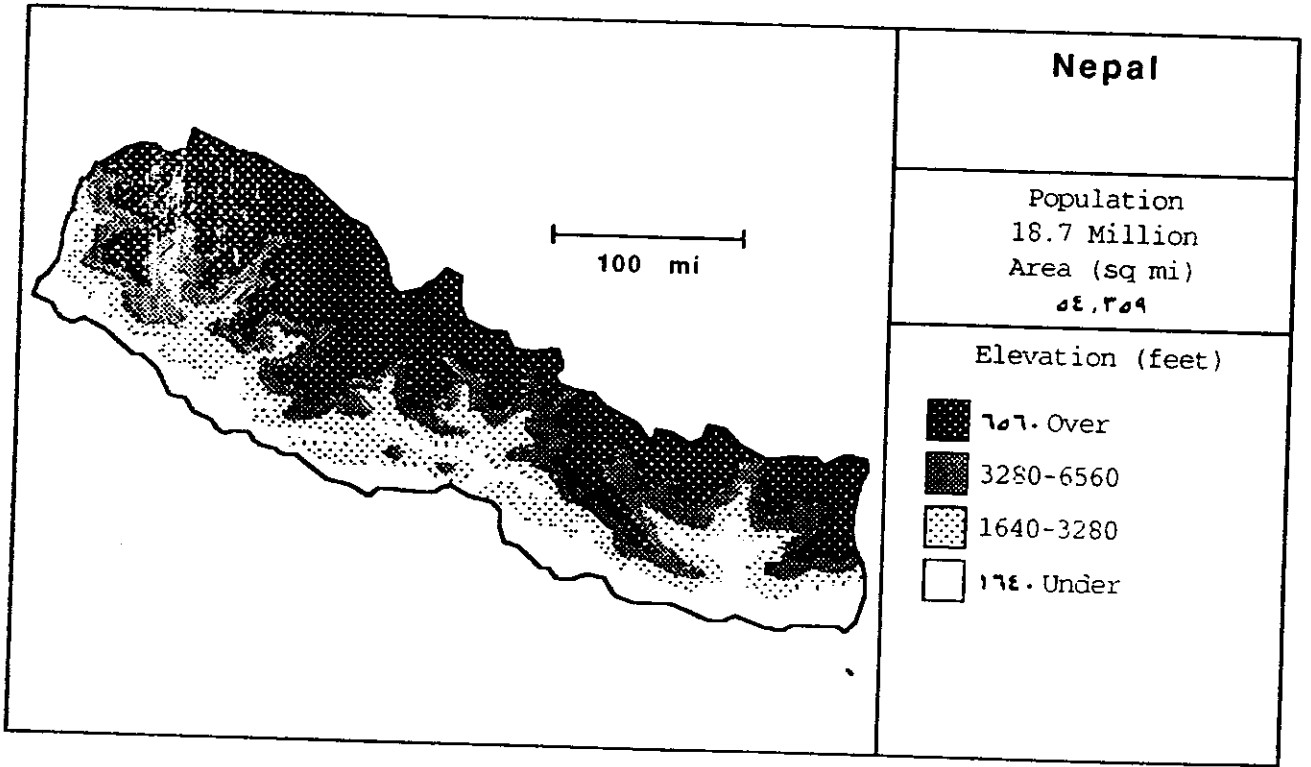 Nepal
100 mi
Population
18.7 Million
Area (sq mi)
٥٤,٣٥٩
Elevation (feet)
٦٥٦٠ Over
3280-6560
1640-3280
١٦٤٠ Under